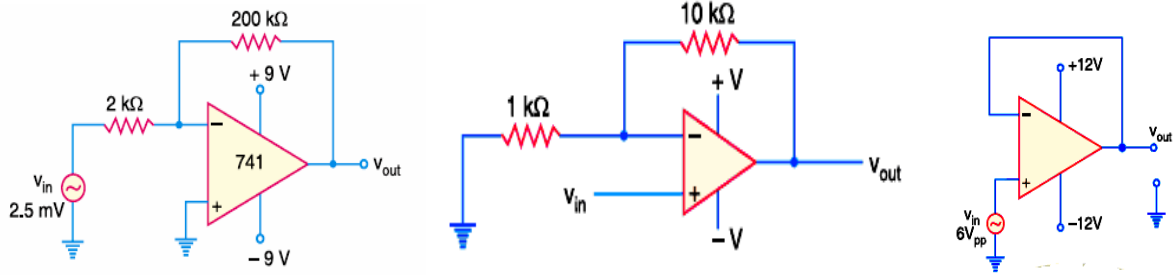 200 kΩ
+ 9 V
2 kΩ
−
741
+
v_out
v_in
2.5 mV
− 9 V
10 kΩ
+ V
1 kΩ
−
v_in
+
v_out
− V
+12V
−
v_out
+
v_in
6V_pp
−12V